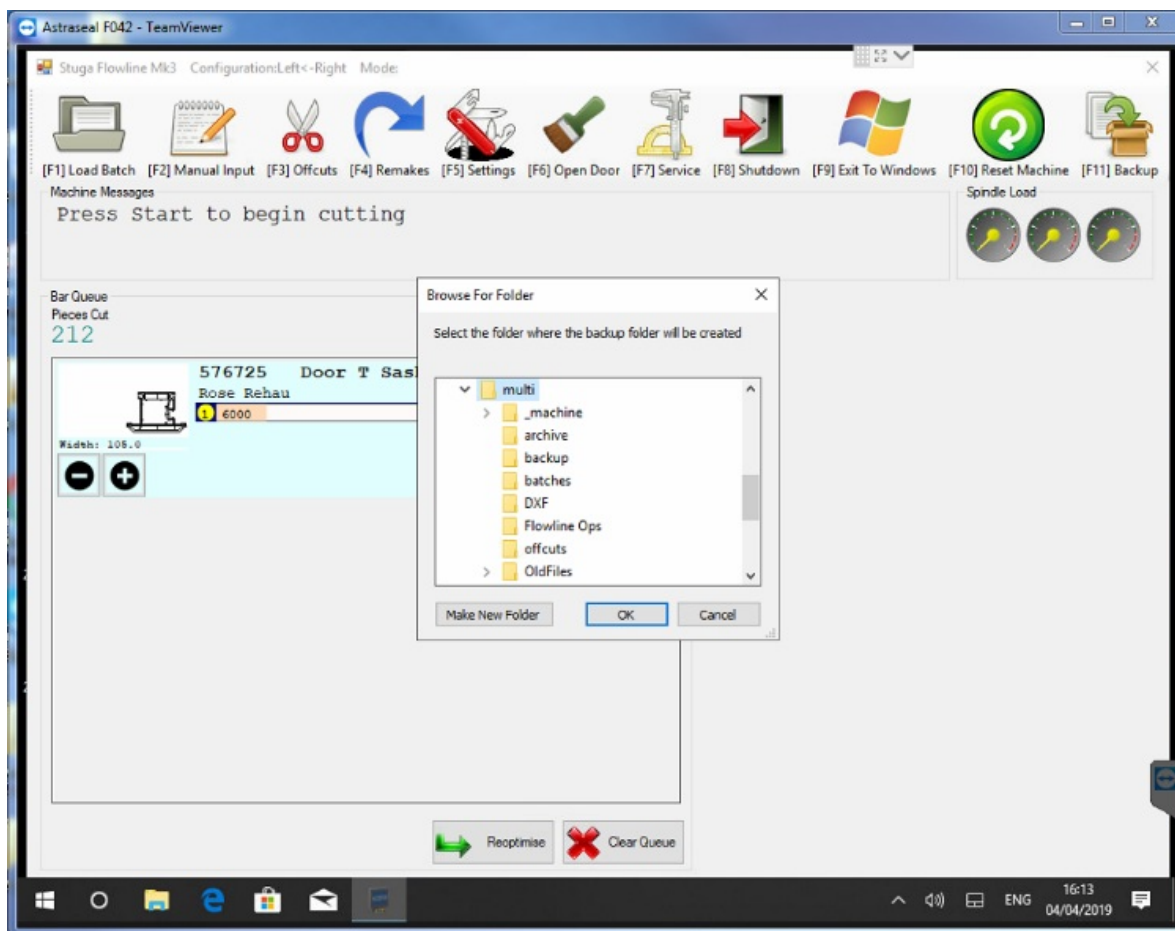 Astraseal F042 - TeamViewer
Stuga Flowline Mk3 Configuration:Left<-Right Mode:
[F1] Load Batch [F2] Manual Input [F3] Offcuts [F4] Remakes [F5] Settings [F6] Open Door [F7] Service [F8] Shutdown [F9] Exit To Windows [F10] Reset Machine [F11] Backup
Machine Messages
Press Start to begin cutting
Spindle Load
Bar Queue
Pieces Cut
212
576725 Door T Sas
Rose Rehau
1 6000
Width: 105.0
Browse For Folder
Select the folder where the backup folder will be created
multi
_machine
archive
backup
batches
DXF
Flowline Ops
offcuts
OldFiles
Make New Folder OK Cancel
Reoptimise Clear Queue
ENG
16:13
04/04/2019